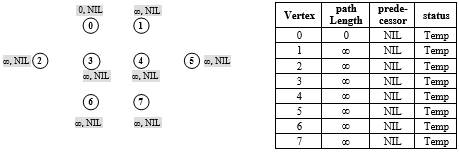 0, NIL ∞, NIL
0 1
∞, NIL 2 3 4 5 ∞, NIL
∞, NIL ∞, NIL
6 7
∞, NIL ∞, NIL
Vertex path Length prede-cessor status
0 0 NIL Temp
1 ∞ NIL Temp
2 ∞ NIL Temp
3 ∞ NIL Temp
4 ∞ NIL Temp
5 ∞ NIL Temp
6 ∞ NIL Temp
7 ∞ NIL Temp